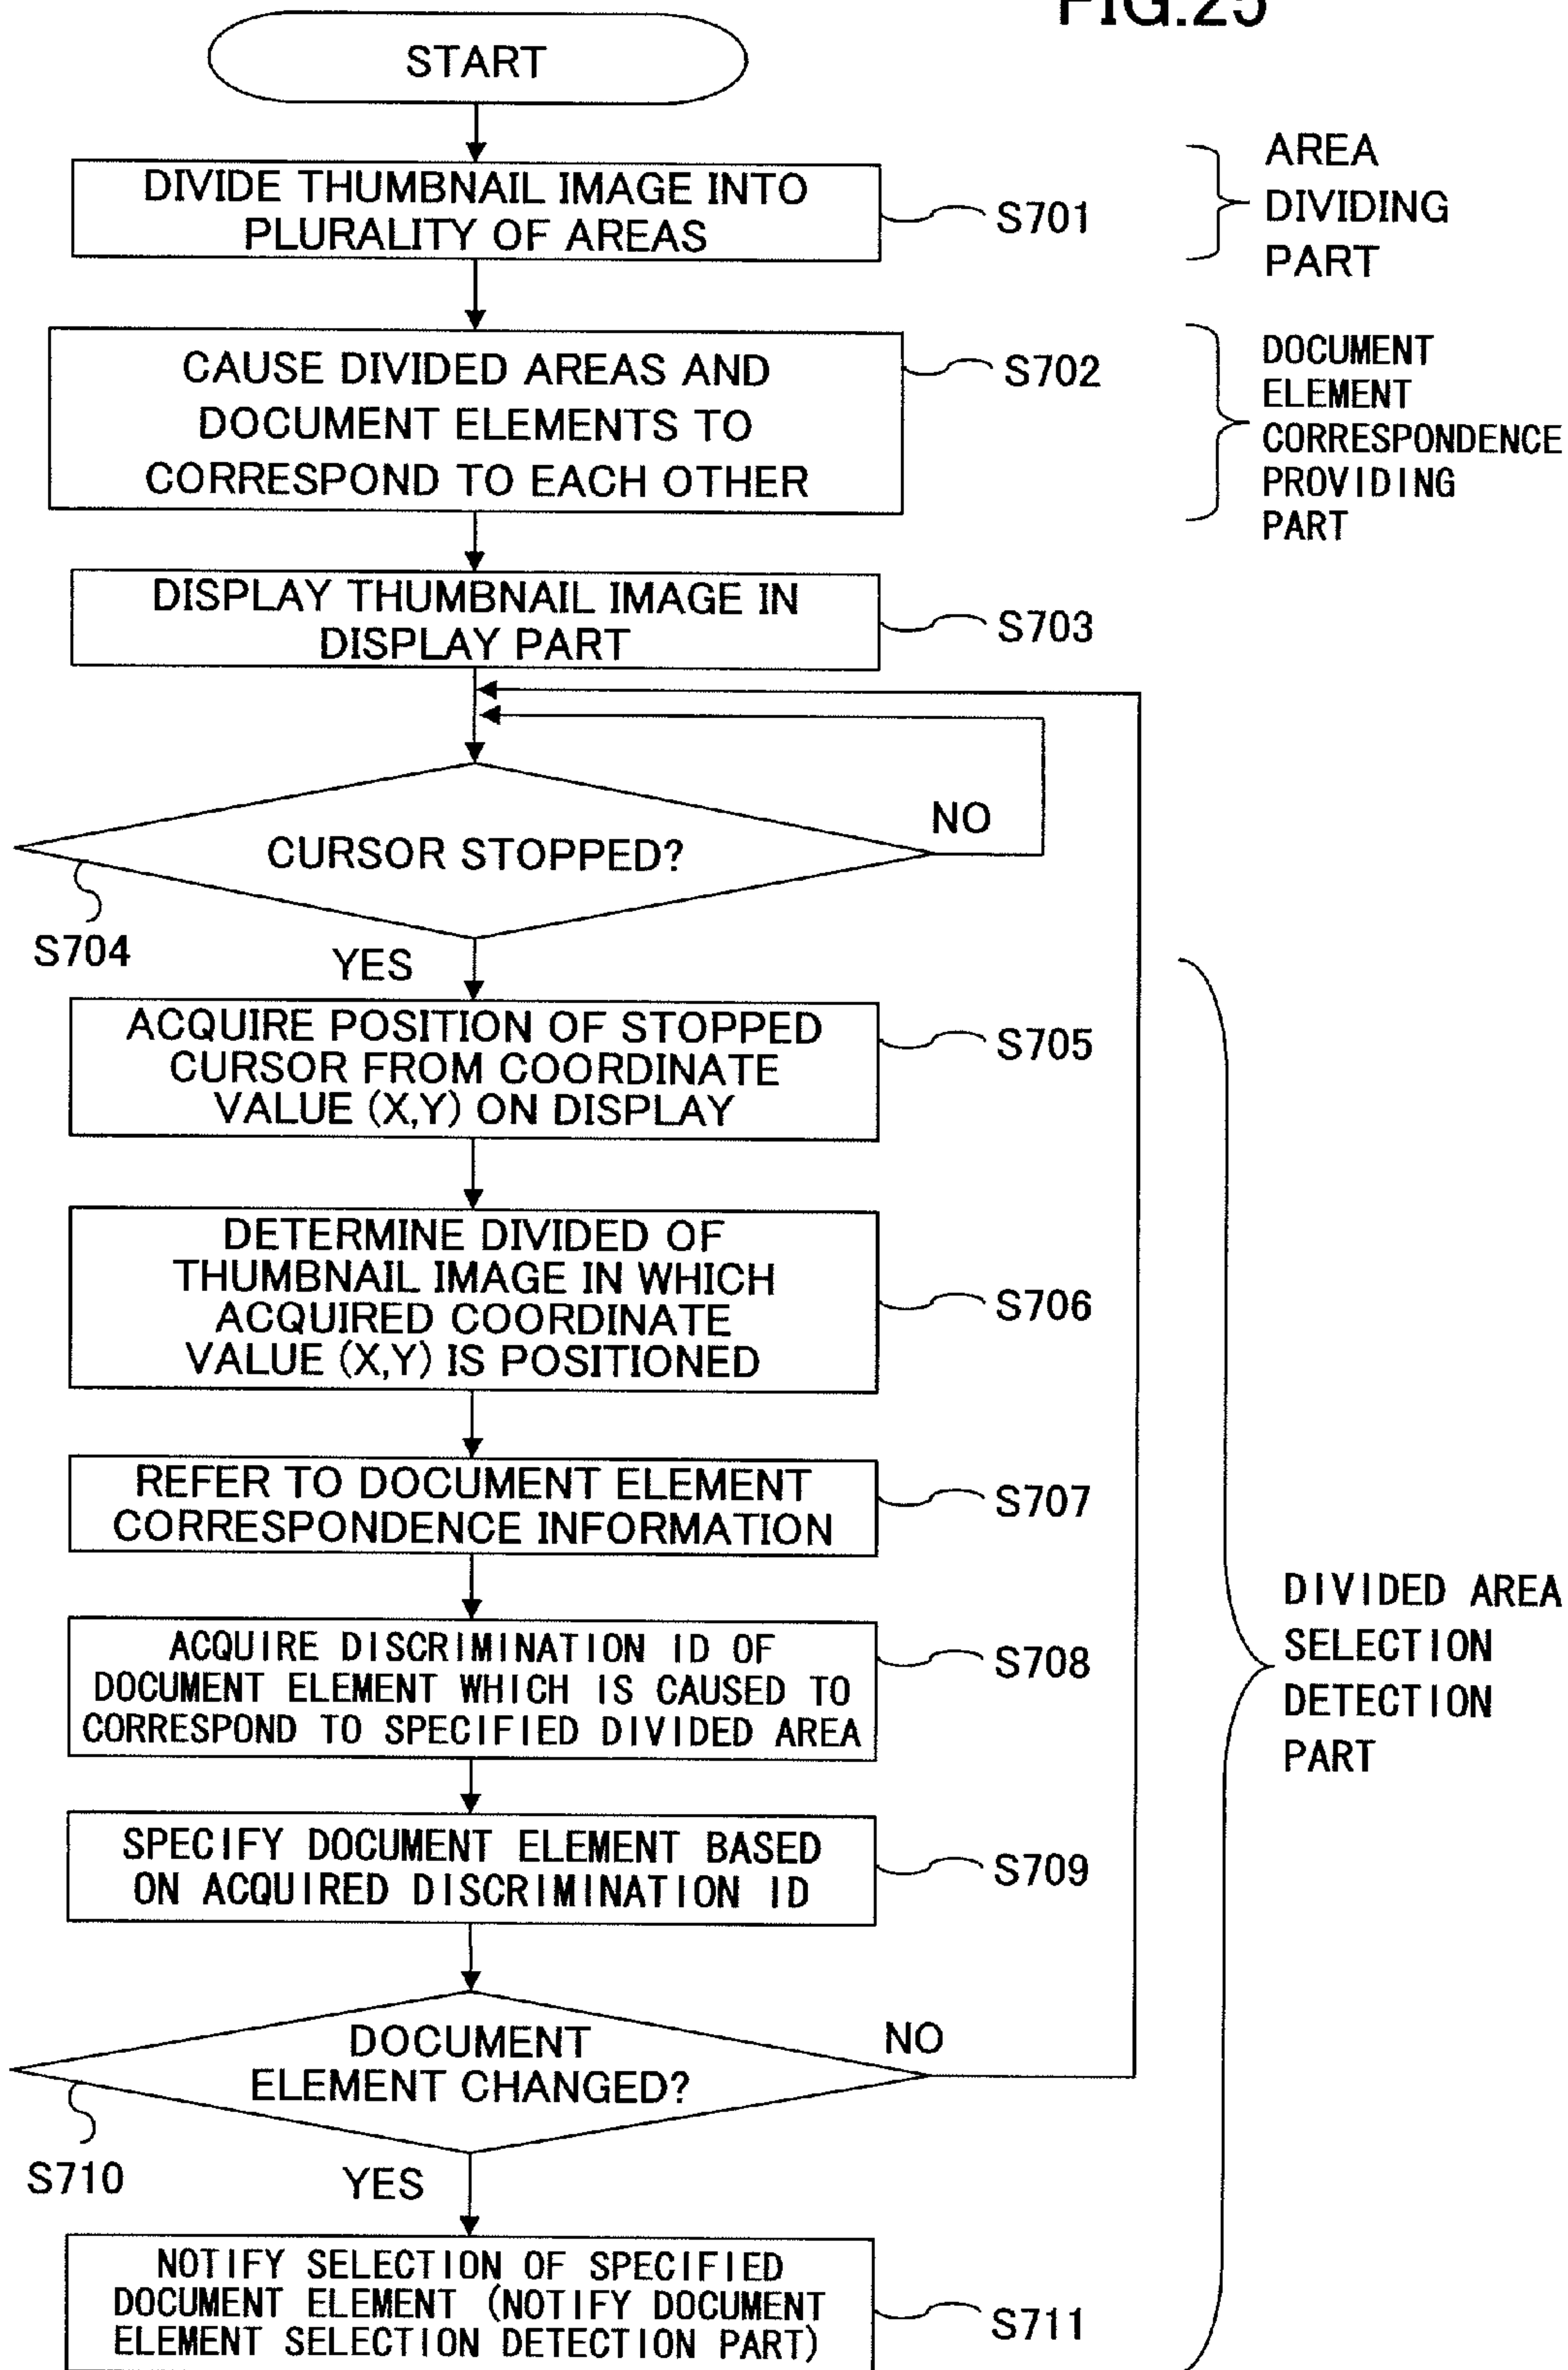 FIG.25
START
DIVIDE THUMBNAIL IMAGE INTO
PLURALITY OF AREAS
S701
AREA
DIVIDING
PART
CAUSE DIVIDED AREAS AND
DOCUMENT ELEMENTS TO
CORRESPOND TO EACH OTHER
S702
DOCUMENT
ELEMENT
CORRESPONDENCE
PROVIDING
PART
DISPLAY THUMBNAIL IMAGE IN
DISPLAY PART
S703
CURSOR STOPPED?
NO
S704
YES
ACQUIRE POSITION OF STOPPED
CURSOR FROM COORDINATE
VALUE (X,Y) ON DISPLAY
S705
DETERMINE DIVIDED OF
THUMBNAIL IMAGE IN WHICH
ACQUIRED COORDINATE
VALUE (X,Y) IS POSITIONED
S706
REFER TO DOCUMENT ELEMENT
CORRESPONDENCE INFORMATION
S707
ACQUIRE DISCRIMINATION ID OF
DOCUMENT ELEMENT WHICH IS CAUSED TO
CORRESPOND TO SPECIFIED DIVIDED AREA
S708
DIVIDED AREA
SELECTION
DETECTION
PART
SPECIFY DOCUMENT ELEMENT BASED
ON ACQUIRED DISCRIMINATION ID
S709
DOCUMENT
ELEMENT CHANGED?
NO
S710
YES
NOTIFY SELECTION OF SPECIFIED
DOCUMENT ELEMENT (NOTIFY DOCUMENT
ELEMENT SELECTION DETECTION PART)
S711